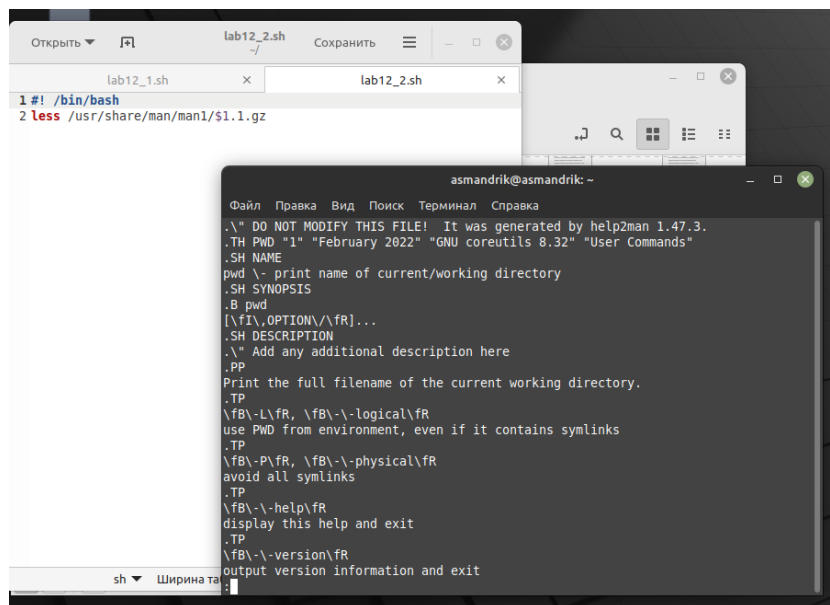 Открыть
lab12_2.sh
~/
Сохранить
lab12_1.sh
lab12_2.sh
1 #! /bin/bash
2 less /usr/share/man/man1/$1.1.gz
asmandrik@asmandrik: ~
Файл Правка Вид Поиск Терминал Справка
.\" DO NOT MODIFY THIS FILE!  It was generated by help2man 1.47.3.
.TH PWD "1" "February 2022" "GNU coreutils 8.32" "User Commands"
.SH NAME
pwd \- print name of current/working directory
.SH SYNOPSIS
.B pwd
[\fI\,OPTION\/\fR]...
.SH DESCRIPTION
.\" Add any additional description here
.PP
Print the full filename of the current working directory.
.TP
\fB\-L\fR, \fB\-\-logical\fR
use PWD from environment, even if it contains symlinks
.TP
\fB\-P\fR, \fB\-\-physical\fR
avoid all symlinks
.TP
\fB\-\-help\fR
display this help and exit
.TP
\fB\-\-version\fR
output version information and exit
:
sh Ширина